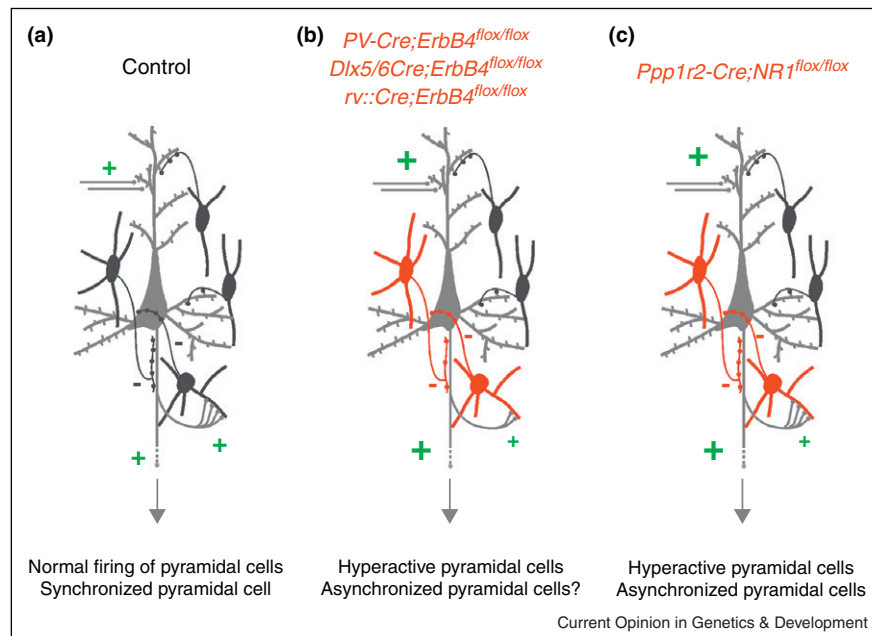 (a)
Control
(b)
PV-Cre;ErbB4flox/flox
Dlx5/6Cre;ErbB4flox/flox
rv::Cre;ErbB4flox/flox
(c)
Ppp1r2-Cre;NR1flox/flox
+
-
-
+
+
+
-
-
+
+
+
-
-
+
+
Normal firing of pyramidal cells
Synchronized pyramidal cell
Hyperactive pyramidal cells
Asynchronized pyramidal cells?
Hyperactive pyramidal cells
Asynchronized pyramidal cells
Current Opinion in Genetics & Development